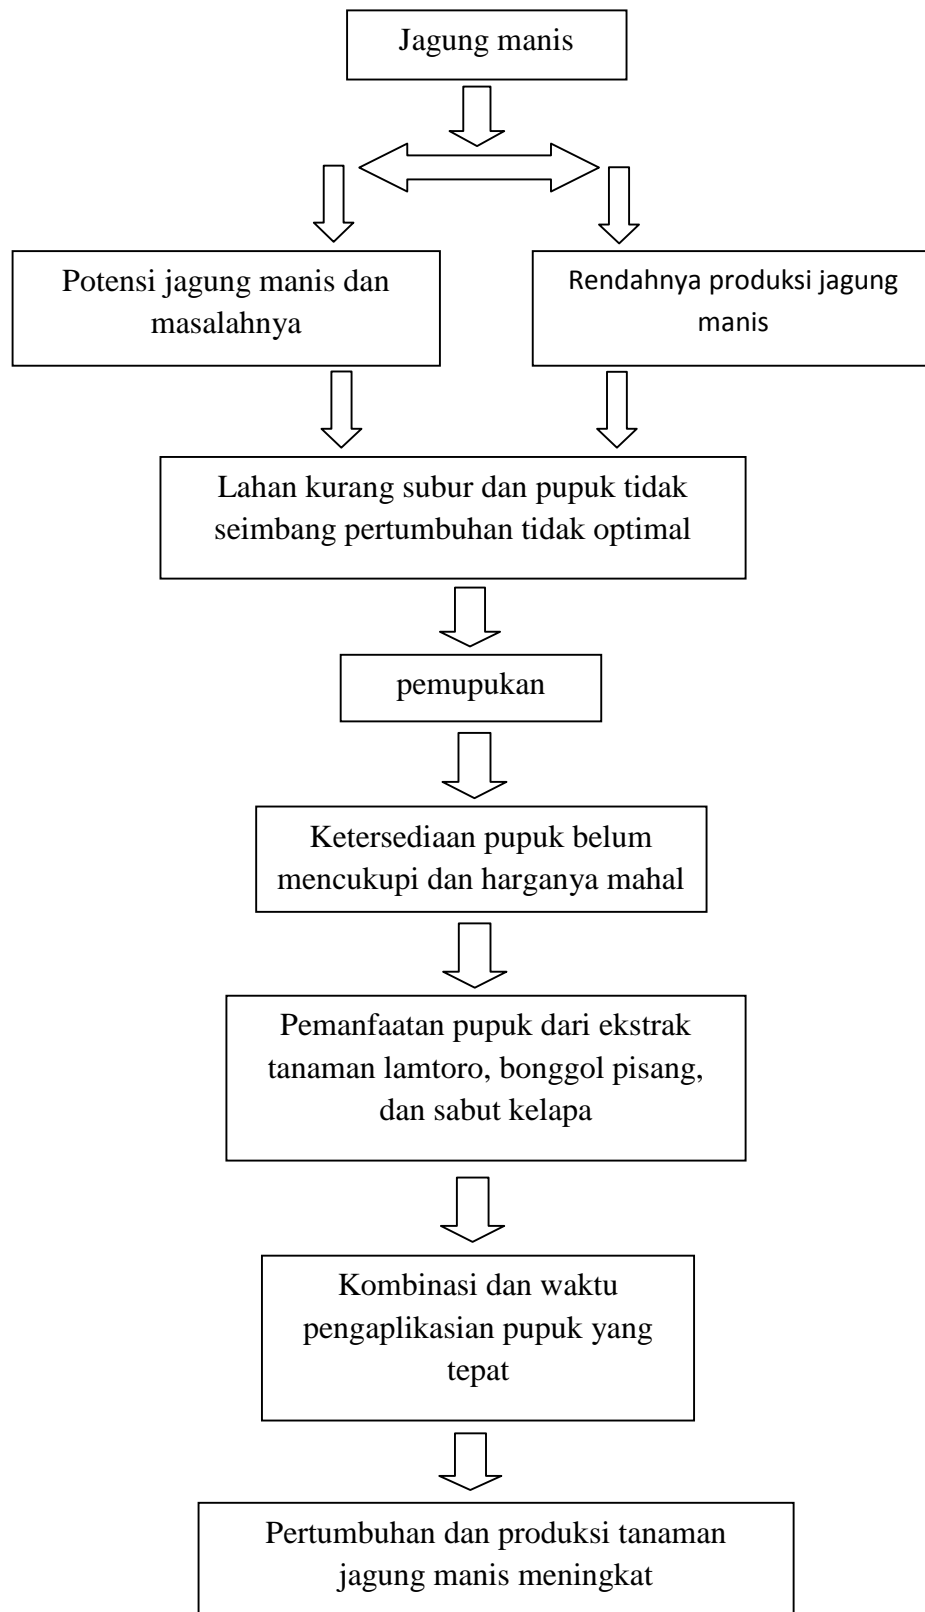 Jagung manis
Potensi jagung manis dan
masalahnya
Rendahnya produksi jagung
manis
Lahan kurang subur dan pupuk tidak
seimbang pertumbuhan tidak optimal
pemupukan
Ketersediaan pupuk belum
mencukupi dan harganya mahal
Pemanfaatan pupuk dari ekstrak
tanaman lamtoro, bonggol pisang,
dan sabut kelapa
Kombinasi dan waktu
pengaplikasian pupuk yang
tepat
Pertumbuhan dan produksi tanaman
jagung manis meningkat